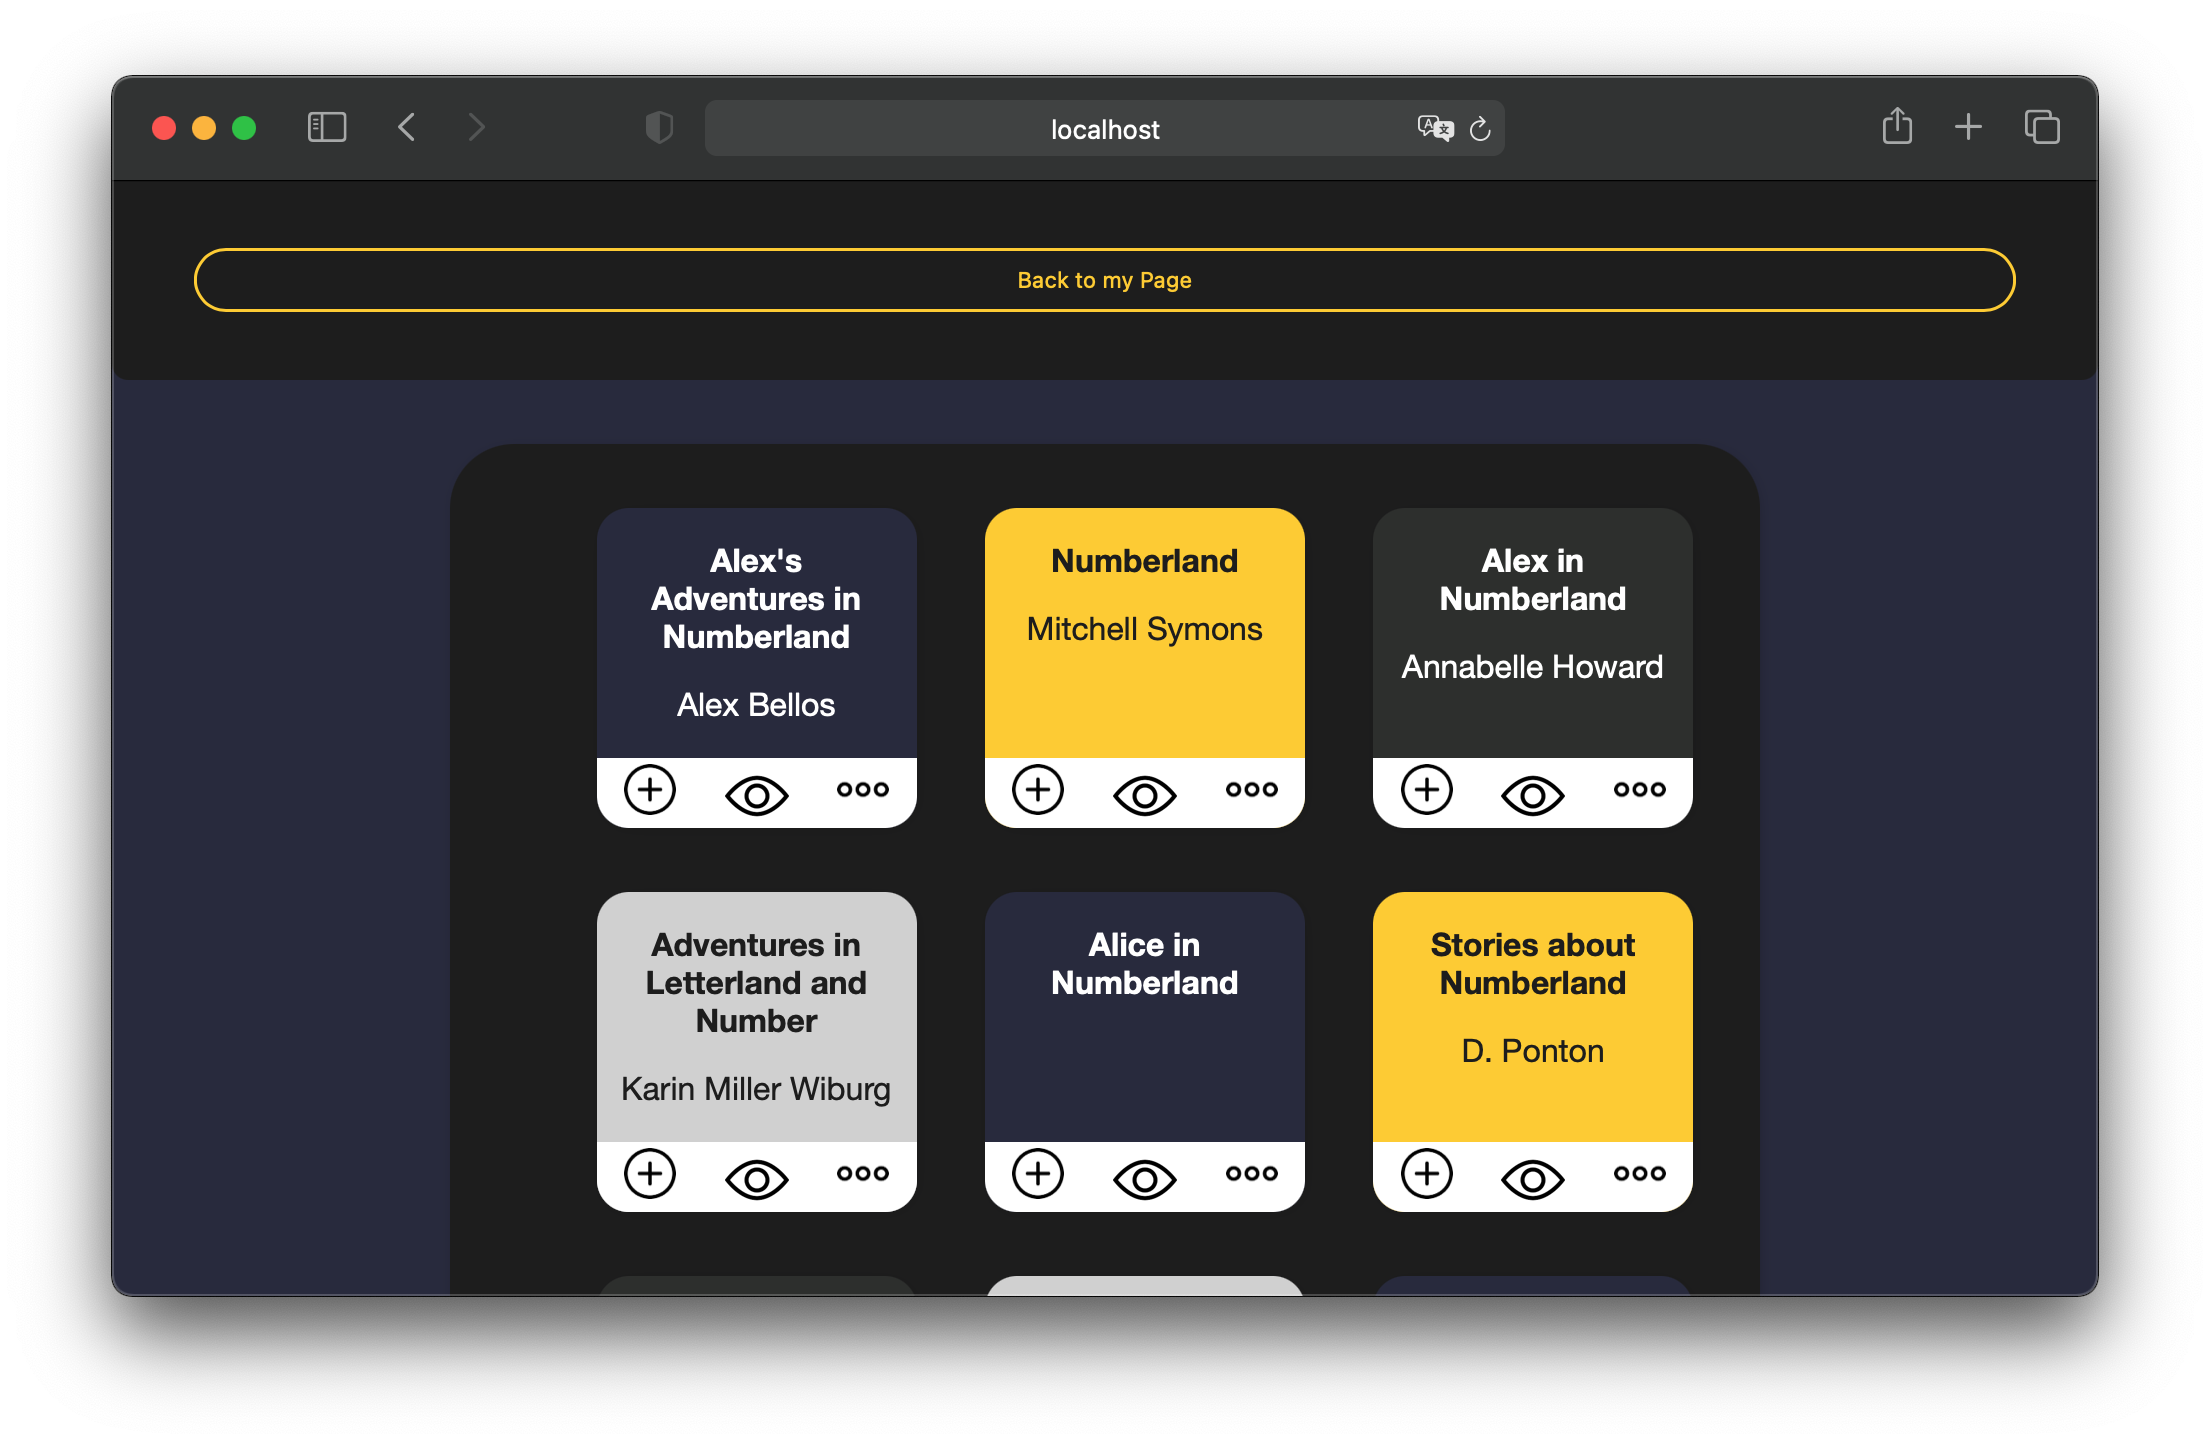 localhost
Back to my Page
Alex's
Adventures in
Numberland
Alex Bellos
Numberland
Mitchell Symons
Alex in
Numberland
Annabelle Howard
Adventures in
Letterland and
Number
Karin Miller Wiburg
Alice in
Numberland
Stories about
Numberland
D. Ponton